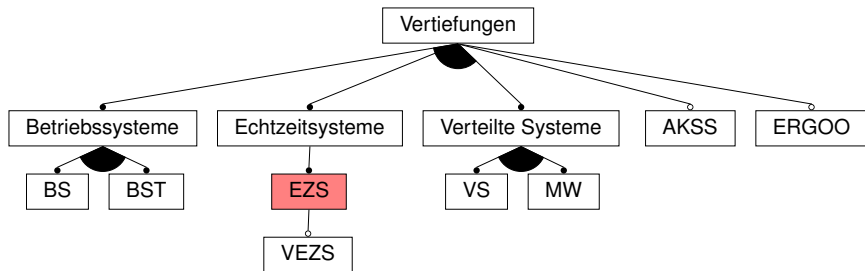 Vertiefungen
Betriebssysteme Echtzeitsysteme Verteilte Systeme AKSS ERGOO
BS BST EZS VS MW
VEZS